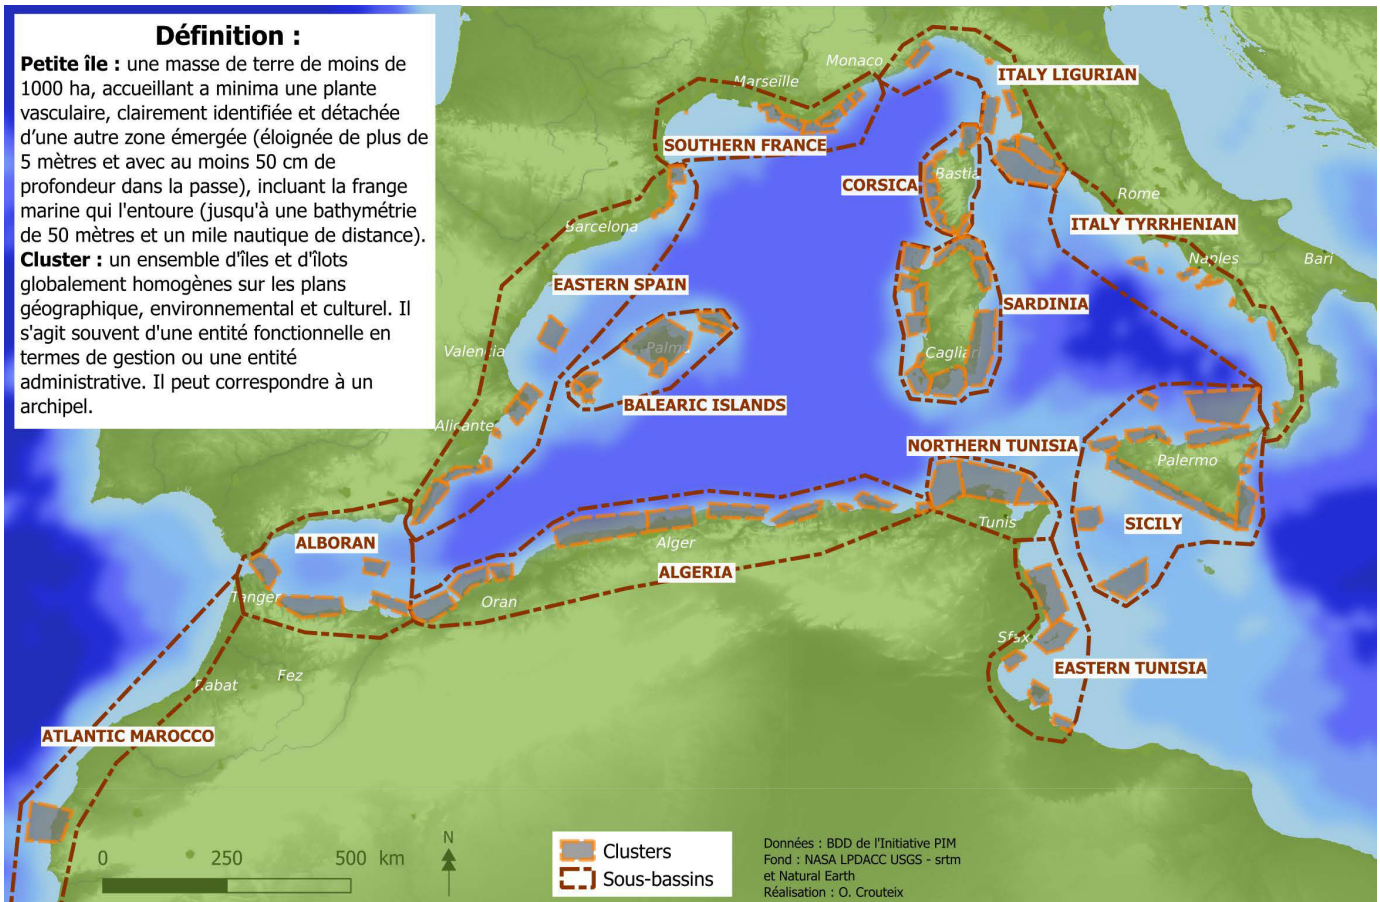 Définition :
Petite île : une masse de terre de moins de
1000 ha, accueillant a minima une plante
vasculaire, clairement identifiée et détachée
d'une autre zone émergée (éloignée de plus de
5 mètres et avec au moins 50 cm de
profondeur dans la passe), incluant la frange
marine qui l'entoure (jusqu'à une bathymétrie
de 50 mètres et un mile nautique de distance).
Cluster : un ensemble d'îles et d'îlots
globalement homogènes sur les plans
géographique, environnemental et culturel. Il
s'agit souvent d'une entité fonctionnelle en
termes de gestion ou une entité
administrative. Il peut correspondre à un
archipel.
Monaco
Marseille
ITALY LIGURIAN
SOUTHERN FRANCE
Bastia
CORSICA
Rome
Barcelona
ITALY TYRRHENIAN
Naples
Bari
EASTERN SPAIN
SARDINIA
Valencia
Palma
Cagliari
BALEARIC ISLANDS
Alicante
NORTHERN TUNISIA
Palermo
Tunis
SICILY
ALBORAN
Alger
ALGERIA
Tanger
Oran
Sfax
EASTERN TUNISIA
Fez
Rabat
ATLANTIC MAROCCO
N
0 250 500 km
Clusters
Sous-bassins
Données : BDD de l'Initiative PIM
Fond : NASA LPDACC USGS - srtm
et Natural Earth
Réalisation : O. Crouteix